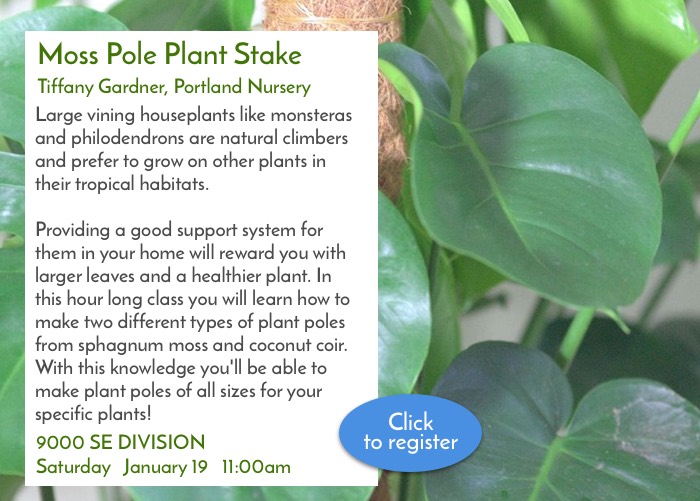 Moss Pole Plant Stake
Tiffany Gardner, Portland Nursery
Large vining houseplants like monsteras
and philodendrons are natural climbers
and prefer to grow on other plants in
their tropical habitats.
Providing a good support system for
them in your home will reward you with
larger leaves and a healthier plant. In
this hour long class you will learn how to
make two different types of plant poles
from sphagnum moss and coconut coir.
With this knowledge you'll be able to
make plant poles of all sizes for your
specific plants!
9000 SE DIVISION
Saturday January 19 11:00am
Click
to register